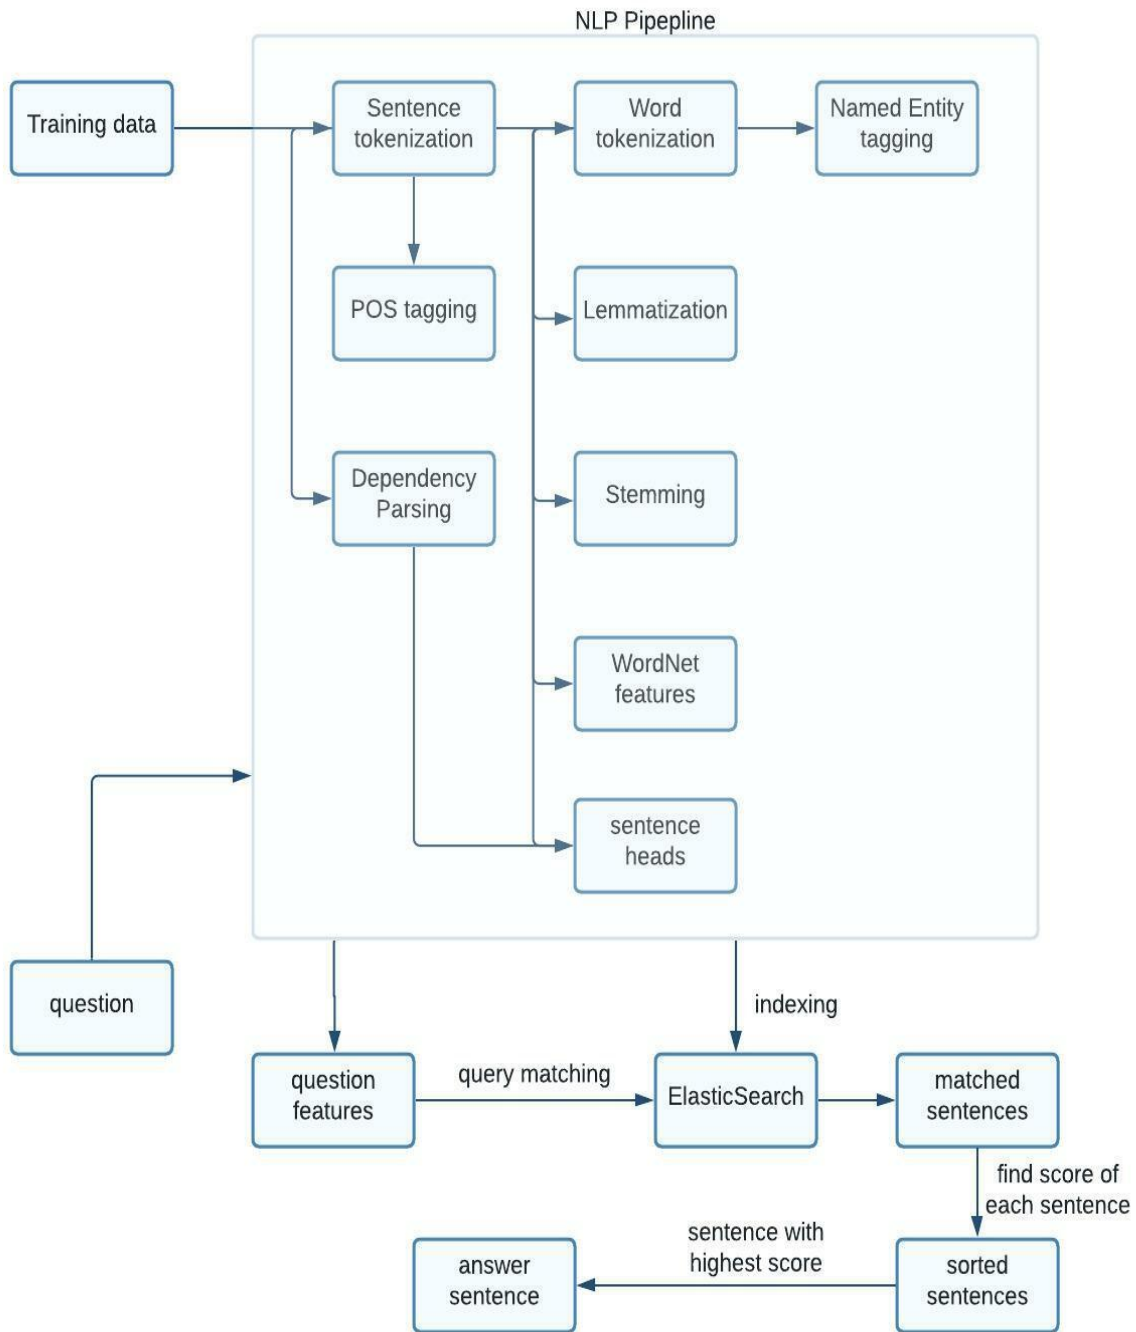 NLP Pipepline
Training data
Sentence
tokenization
Word
tokenization
Named Entity
tagging
POS tagging
Lemmatization
Dependency
Parsing
Stemming
WordNet
features
sentence
heads
question
indexing
question
features
query matching
ElasticSearch
matched
sentences
find score of
each sentence
sentence with
highest score
answer
sentence
sorted
sentences